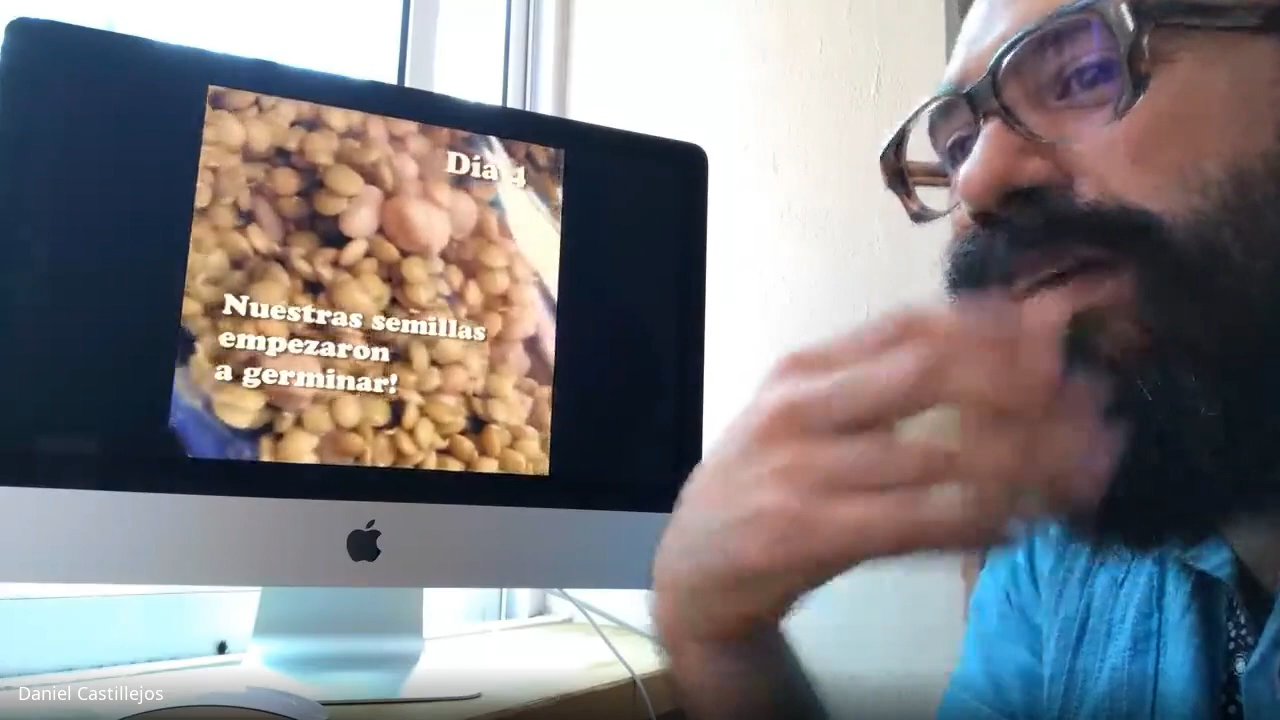 Dia 4
Nuestras semillas
empezaron
a germinar!
Daniel Castillejos